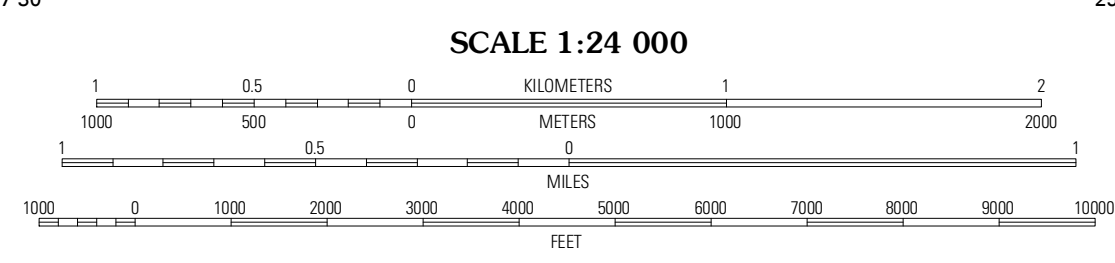 7'30"
25
SCALE 1:24 000
1 0.5 0 KILOMETERS 1 2
1000 500 0 METERS 1000 2000
1 0.5 0 1
MILES
1000 0 1000 2000 3000 4000 5000 6000 7000 8000 9000 10000
FEET